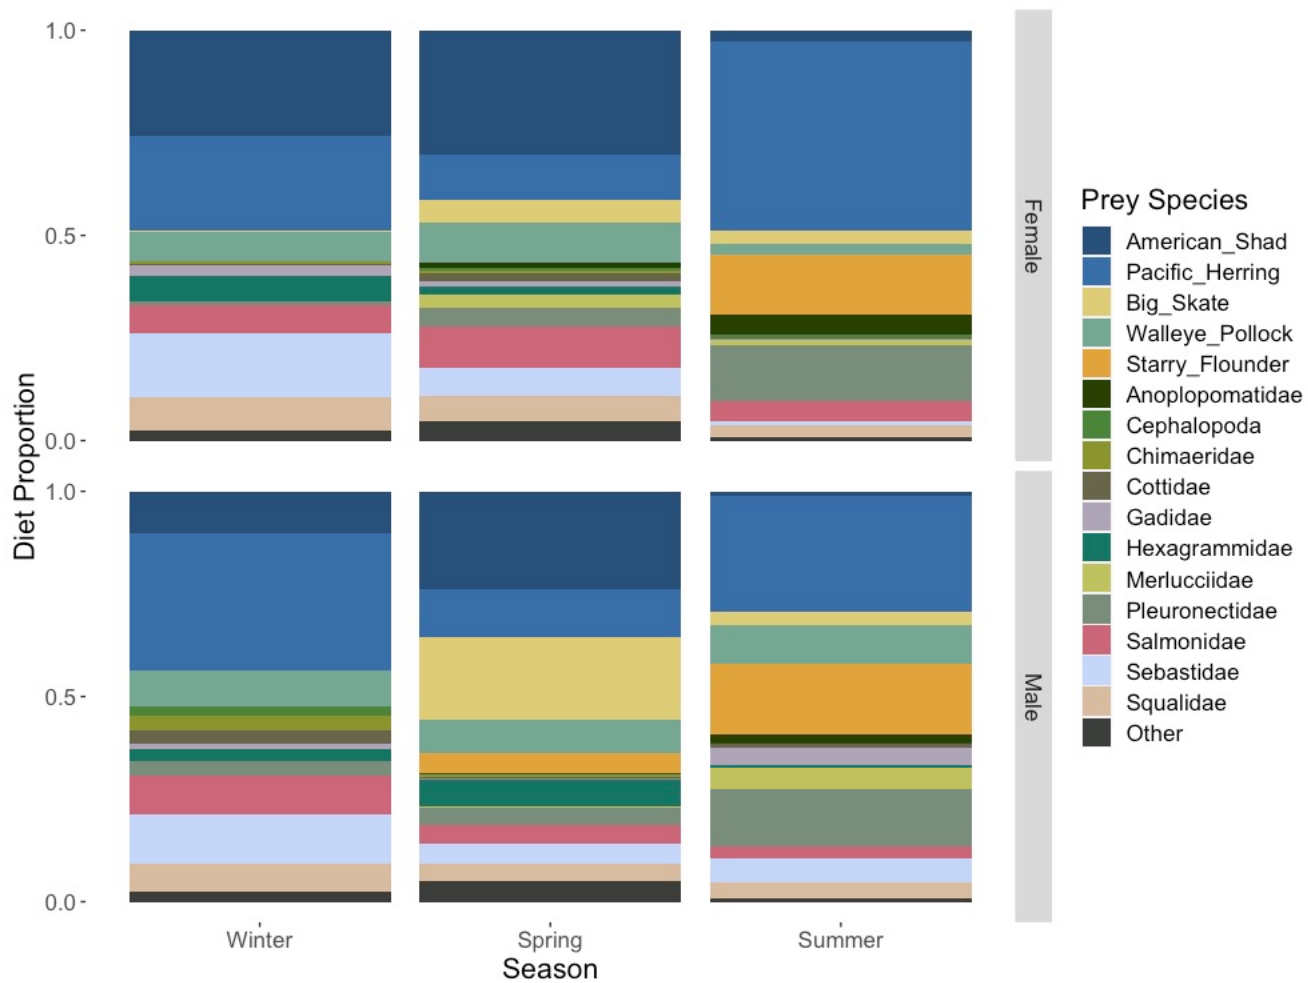 1.0
0.5
0.0
Female
1.0
0.5
0.0
Male
Diet Proportion
Winter
Spring
Summer
Season
Prey Species
American_Shad
Pacific_Herring
Big_Skate
Walleye_Pollock
Starry_Flounder
Anoplopomatidae
Cephalopoda
Chimaeridae
Cottidae
Gadidae
Hexagrammidae
Merlucciidae
Pleuronectidae
Salmonidae
Sebastidae
Squalidae
Other